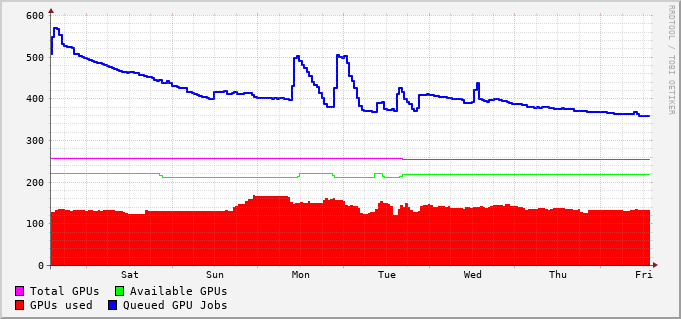 600
500
400
300
200
100
0
Sat Sun Mon Tue Wed Thu Fri
Total GPUs Available GPUs
GPUs used Queued GPU Jobs
RRDTOOL / TOBI OETIKER